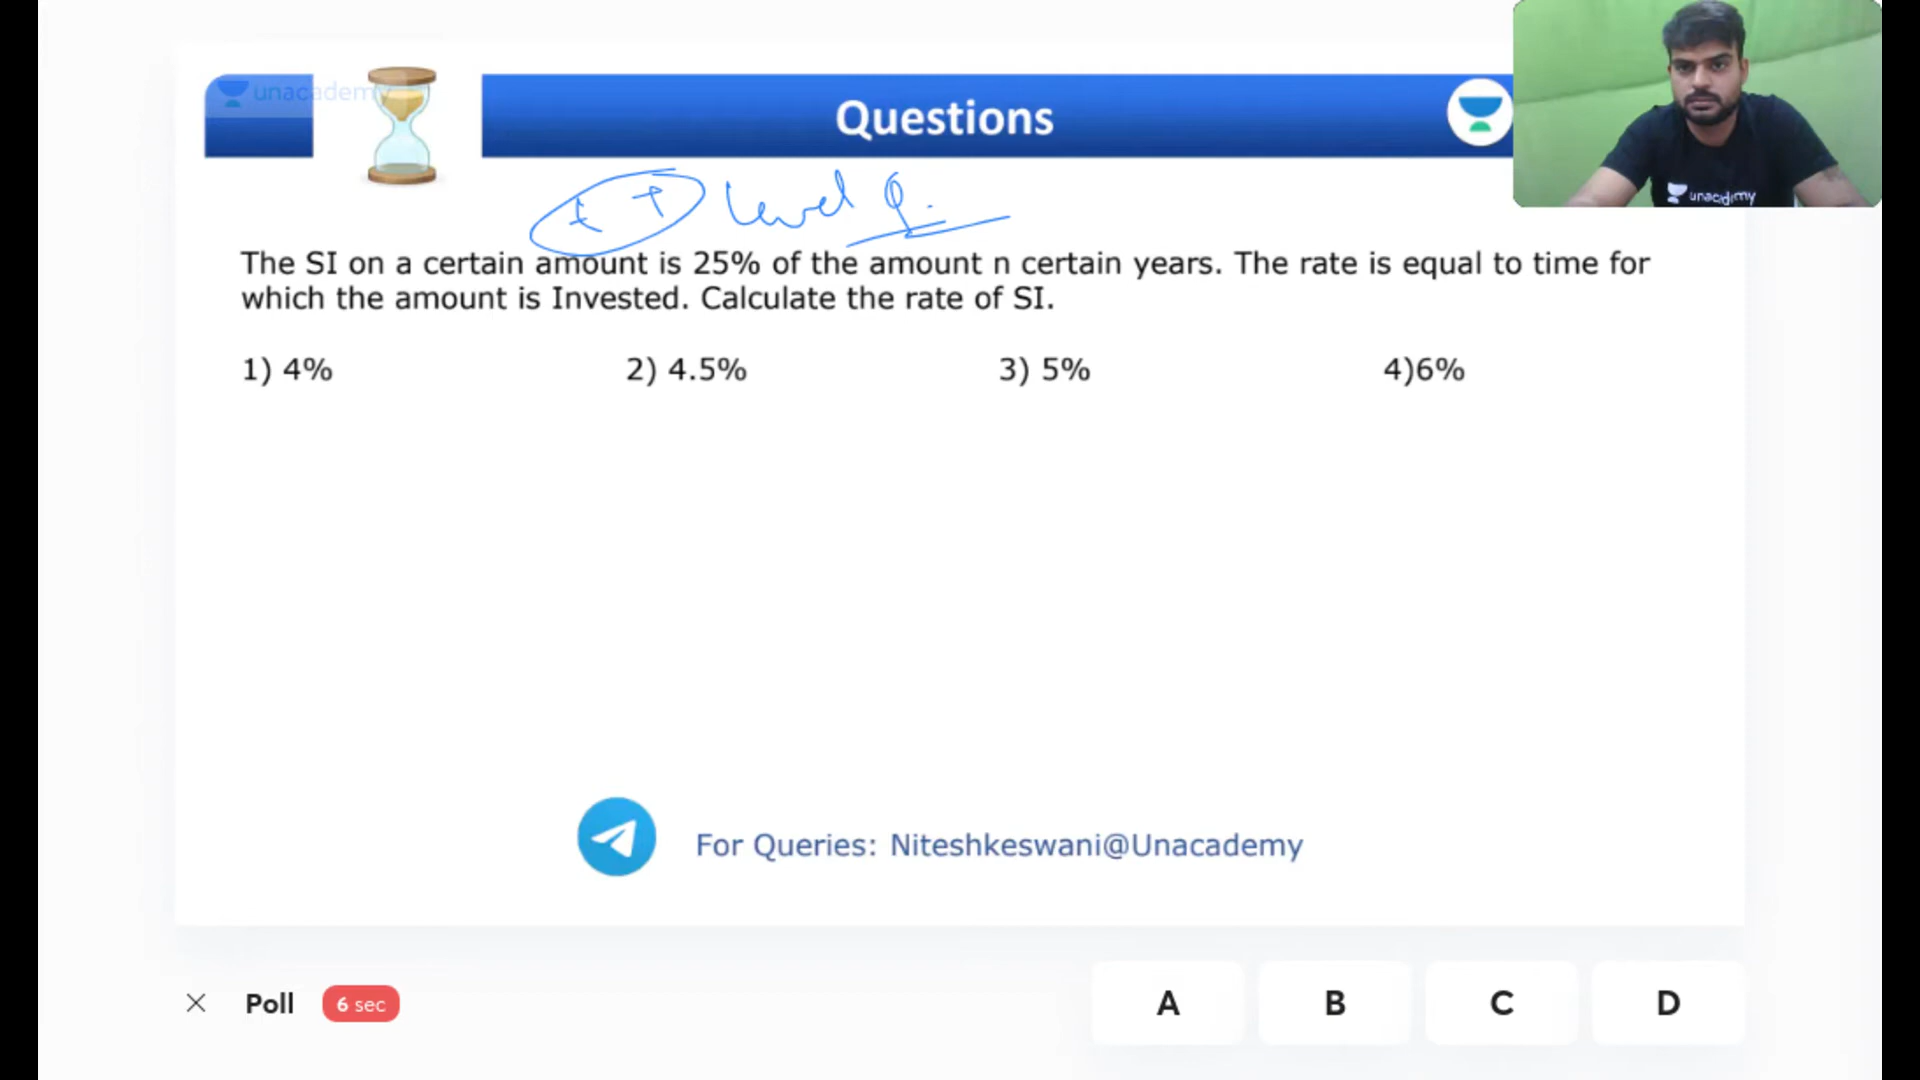 unacademy
Questions
unacademy
Level Q.
The SI on a certain amount is 25% of the amount n certain years. The rate is equal to time for
which the amount is Invested. Calculate the rate of SI.
1) 4% 2) 4.5% 3) 5% 4)6%
For Queries: Niteshkeswani@Unacademy
Poll 6 sec A B C D